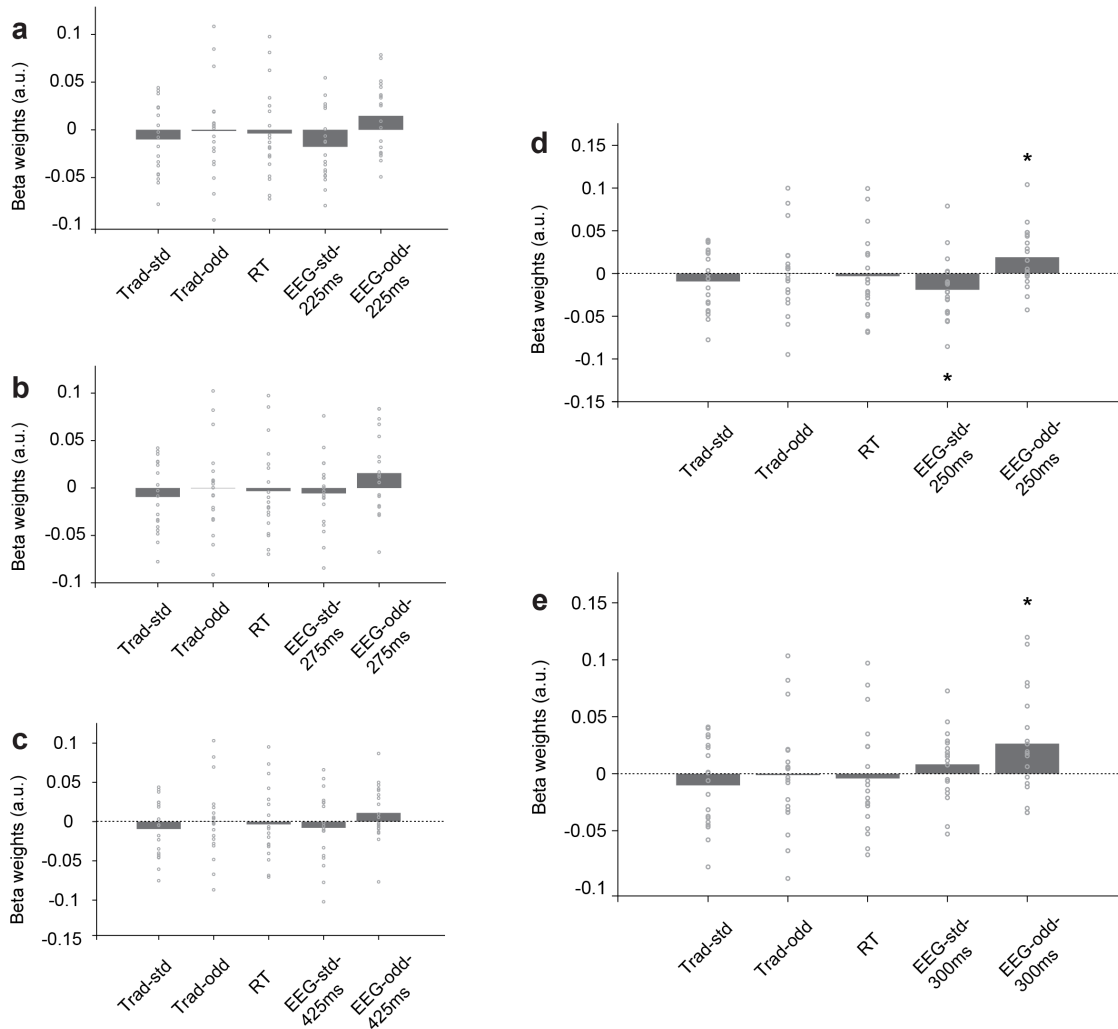 a
Beta weights (a.u.)
0.1
0.05
0
-0.05
-0.1
Trad-std
Trad-odd
RT
EEG-std-
225ms
EEG-odd-
225ms
b
Beta weights (a.u.)
0.1
0.05
0
-0.05
-0.1
Trad-std
Trad-odd
RT
EEG-std-
275ms
EEG-odd-
275ms
c
Beta weights (a.u.)
0.1
0.05
0
-0.05
-0.1
-0.15
Trad-std
Trad-odd
RT
EEG-std-
425ms
EEG-odd-
425ms
d
Beta weights (a.u.)
0.15
0.1
0.05
0
-0.05
-0.1
-0.15
*
*
Trad-std
Trad-odd
RT
EEG-std-
250ms
EEG-odd-
250ms
e
Beta weights (a.u.)
0.15
0.1
0.05
0
-0.05
-0.1
*
Trad-std
Trad-odd
RT
EEG-std-
300ms
EEG-odd-
300ms